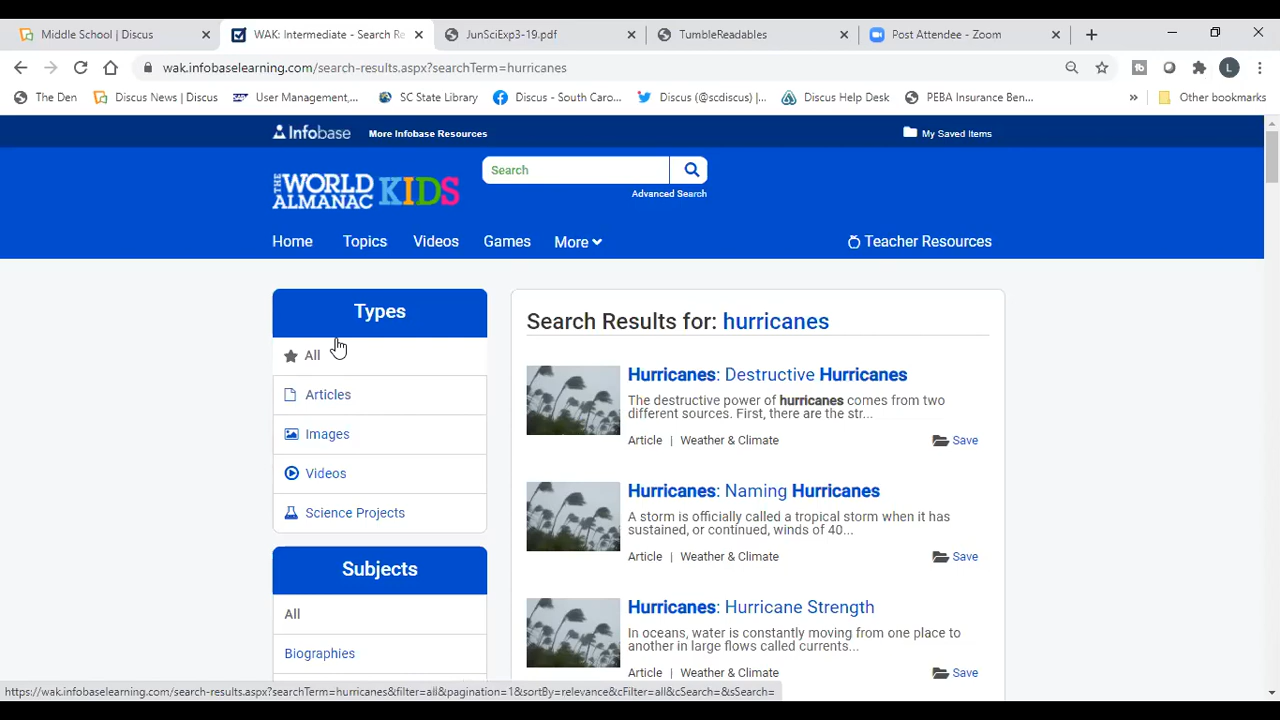 Middle School | Discus
WAK: Intermediate - Search Re
JunSciExp3-19.pdf
TumbleReadables
Post Attendee - Zoom
wak.infobaselearning.com/search-results.aspx?searchTerm=hurricanes
L
The Den
Discus News | Discus
User Management,...
SC State Library
Discus - South Caro...
Discus (@scdiscus) |...
Discus Help Desk
PEBA Insurance Ben...
»
Other bookmarks
Infobase
More Infobase Resources
My Saved Items
THE WORLD ALMANAC KIDS
Search
Advanced Search
Home
Topics
Videos
Games
More
Teacher Resources
Types
All
Articles
Images
Videos
Science Projects
Subjects
All
Biographies
Search Results for: hurricanes
Hurricanes: Destructive Hurricanes
The destructive power of hurricanes comes from two
different sources. First, there are the str...
Article | Weather & Climate
Save
Hurricanes: Naming Hurricanes
A storm is officially called a tropical storm when it has
sustained, or continued, winds of 40...
Article | Weather & Climate
Save
Hurricanes: Hurricane Strength
In oceans, water is constantly moving from one place to
another in large flows called currents...
Article | Weather & Climate
Save
https://wak.infobaselearning.com/search-results.aspx?searchTerm=hurricanes&filter=all&pagination=1&sortBy=relevance&cFilter=all&cSearch=&sSearch=